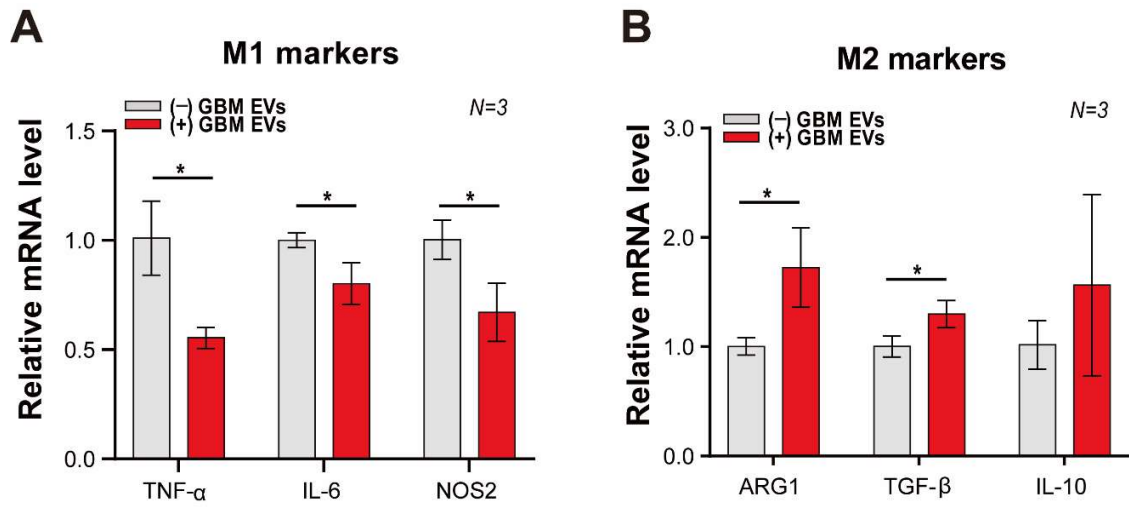 A
M1 markers
(−) GBM EVs
(+) GBM EVs
N=3
Relative mRNA level
1.5
1.0
0.5
0.0
*
*
*
TNF-α
IL-6
NOS2
B
M2 markers
(−) GBM EVs
(+) GBM EVs
N=3
Relative mRNA level
3.0
2.0
1.0
0.0
*
*
ARG1
TGF-β
IL-10